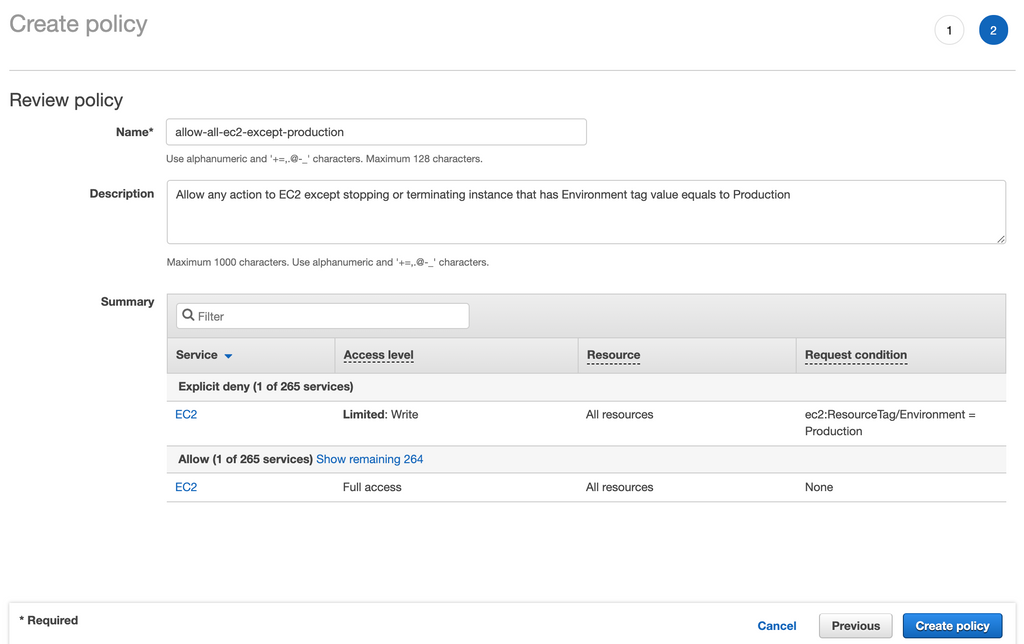 Create policy
1
2
Review policy
Name*
allow-all-ec2-except-production
Use alphanumeric and '+=,.@-_' characters. Maximum 128 characters.
Description
Allow any action to EC2 except stopping or terminating instance that has Environment tag value equals to Production
Maximum 1000 characters. Use alphanumeric and '+=,.@-_' characters.
Summary
Filter
Service Access level Resource Request condition
Explicit deny (1 of 265 services)
EC2 Limited: Write All resources ec2:ResourceTag/Environment =
Production
Allow (1 of 265 services) Show remaining 264
EC2 Full access All resources None
* Required
Cancel Previous Create policy